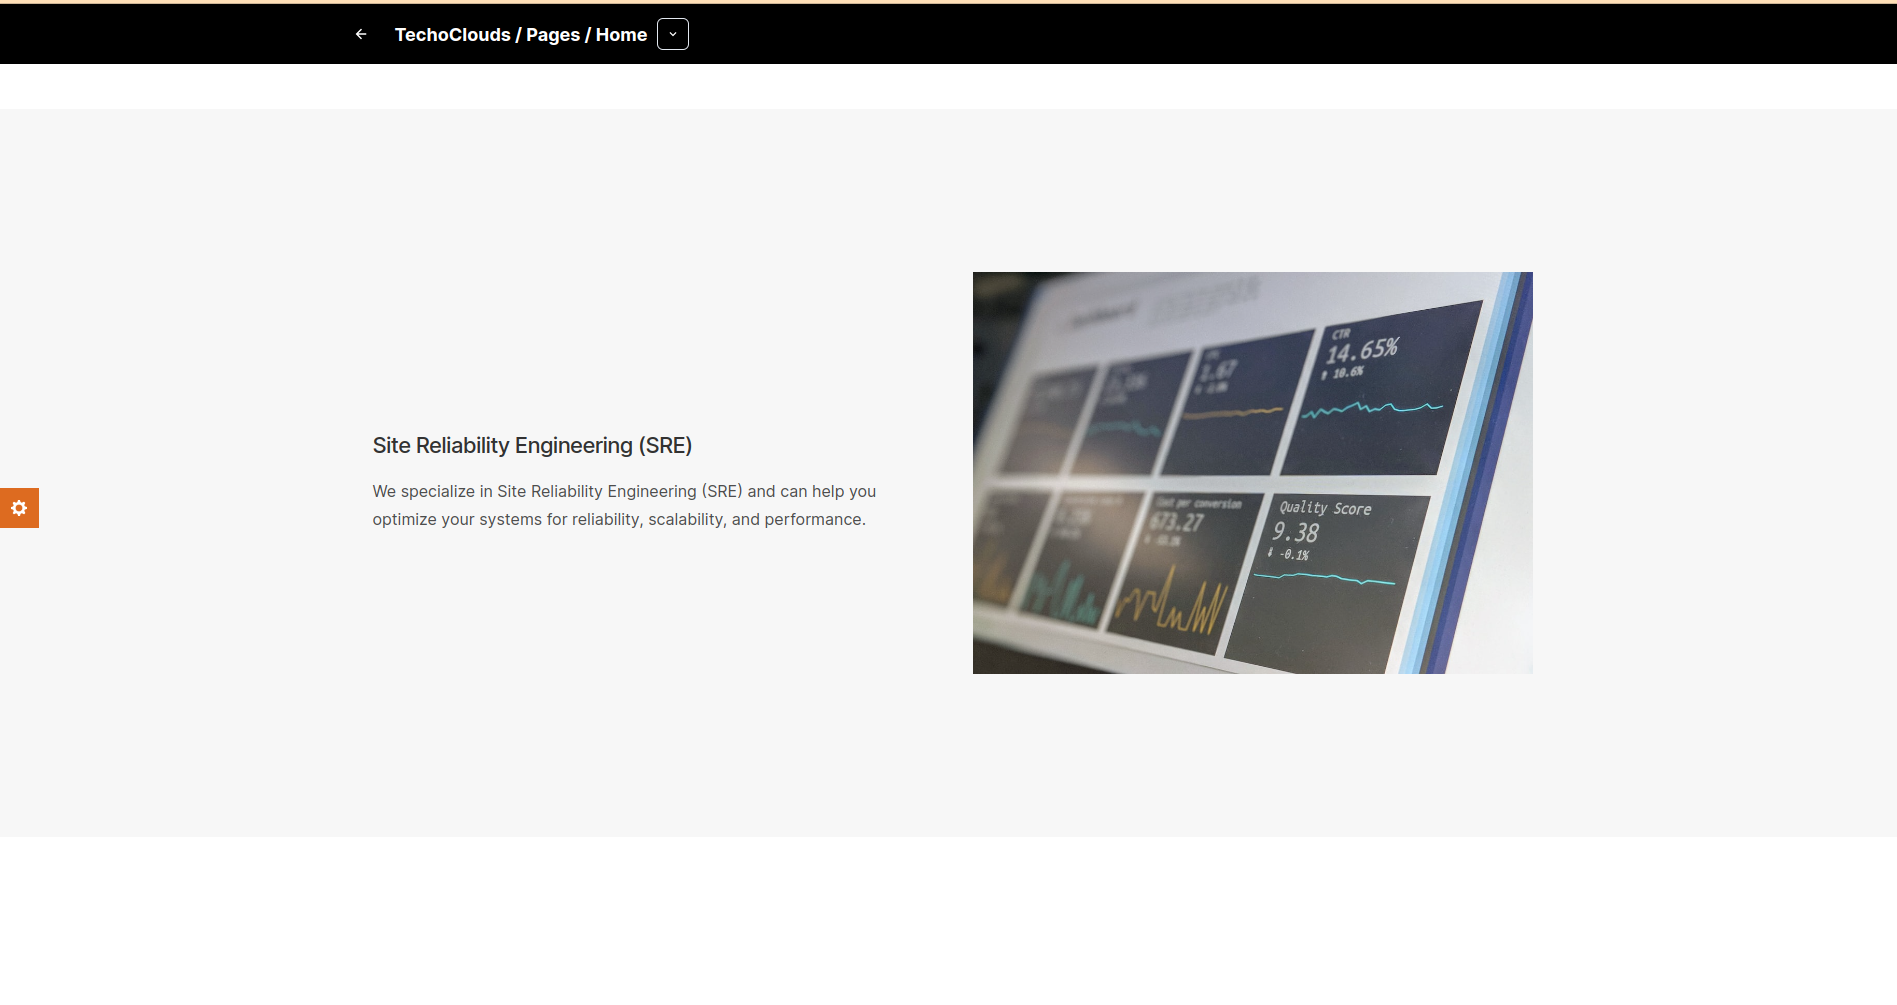 TechoClouds / Pages / Home
Site Reliability Engineering (SRE)
We specialize in Site Reliability Engineering (SRE) and can help you
optimize your systems for reliability, scalability, and performance.
CTR
14.65%
10.6%
Cost per conversion
673.27
Quality Score
9.38
-0.1%